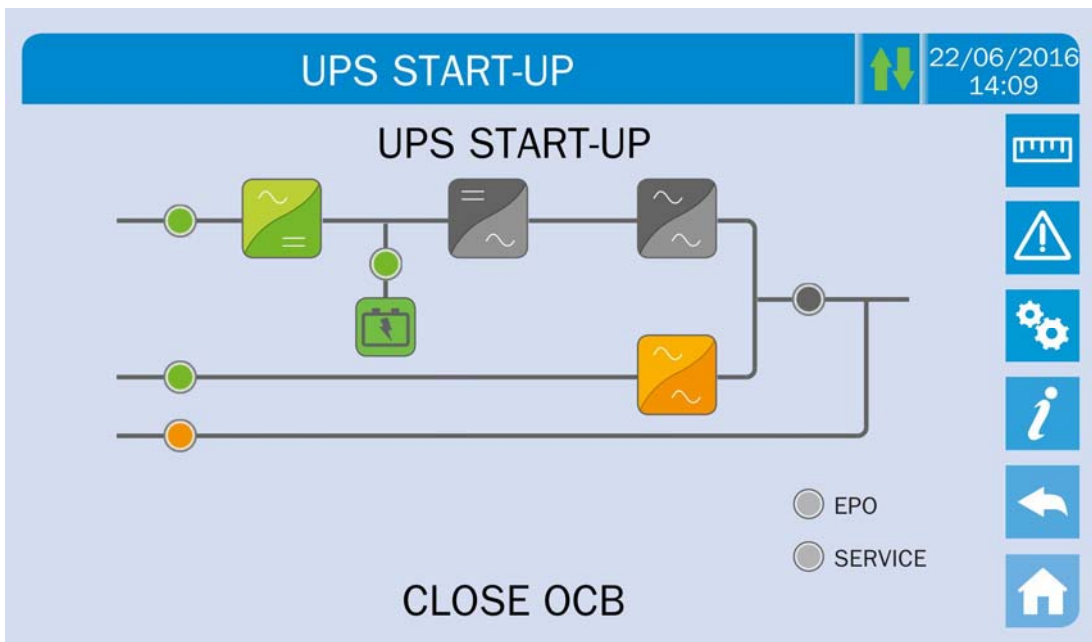 UPS START-UP
22/06/2016
14:09
UPS START-UP
EPO
SERVICE
CLOSE OCB